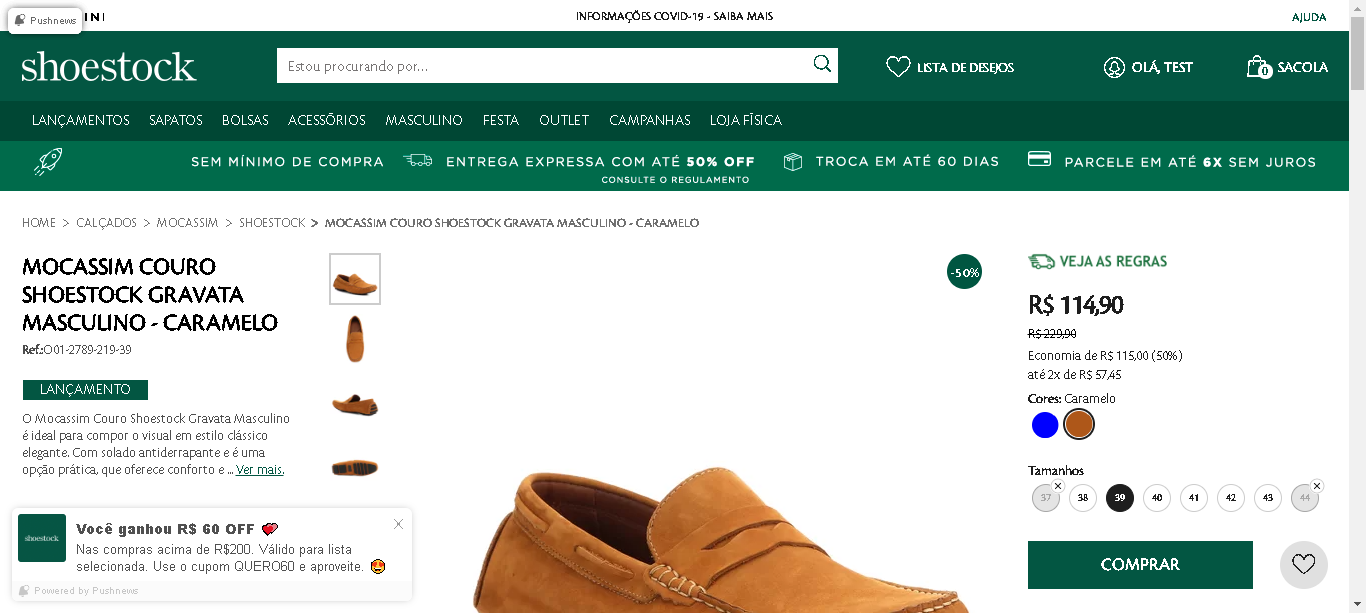 Pushnews
INI
INFORMAÇÕES COVID-19 - SAIBA MAIS
AJUDA
shoestock
Estou procurando por...
LISTA DE DESEJOS
OLÁ, TEST
0
SACOLA
LANÇAMENTOS SAPATOS BOLSAS ACESSÓRIOS MASCULINO FESTA OUTLET CAMPANHAS LOJA FÍSICA
SEM MÍNIMO DE COMPRA
ENTREGA EXPRESSA COM ATÉ 50% OFF
CONSULTE O REGULAMENTO
TROCA EM ATÉ 60 DIAS
PARCELE EM ATÉ 6X SEM JUROS
HOME > CALÇADOS > MOCASSIM > SHOESTOCK > MOCASSIM COURO SHOESTOCK GRAVATA MASCULINO - CARAMELO
MOCASSIM COURO
SHOESTOCK GRAVATA
MASCULINO - CARAMELO
Ref.:O01-2789-219-39
LANÇAMENTO
O Mocassim Couro Shoestock Gravata Masculino
é ideal para compor o visual em estilo clássico
elegante. Com solado antiderrapante e é uma
opção prática, que oferece conforto e ... Ver mais.
-50%
VEJA AS REGRAS
R$ 114,90
R$ 229,90
Economia de R$ 115,00 (50%)
até 2x de R$ 57,45
Cores: Caramelo
Tamanhos
37 38 39 40 41 42 43 44
COMPRAR
shoestock
Você ganhou R$ 60 OFF 💘
Nas compras acima de R$200. Válido para lista
selecionada. Use o cupom QUERO60 e aproveite. 😍
Powered by Pushnews